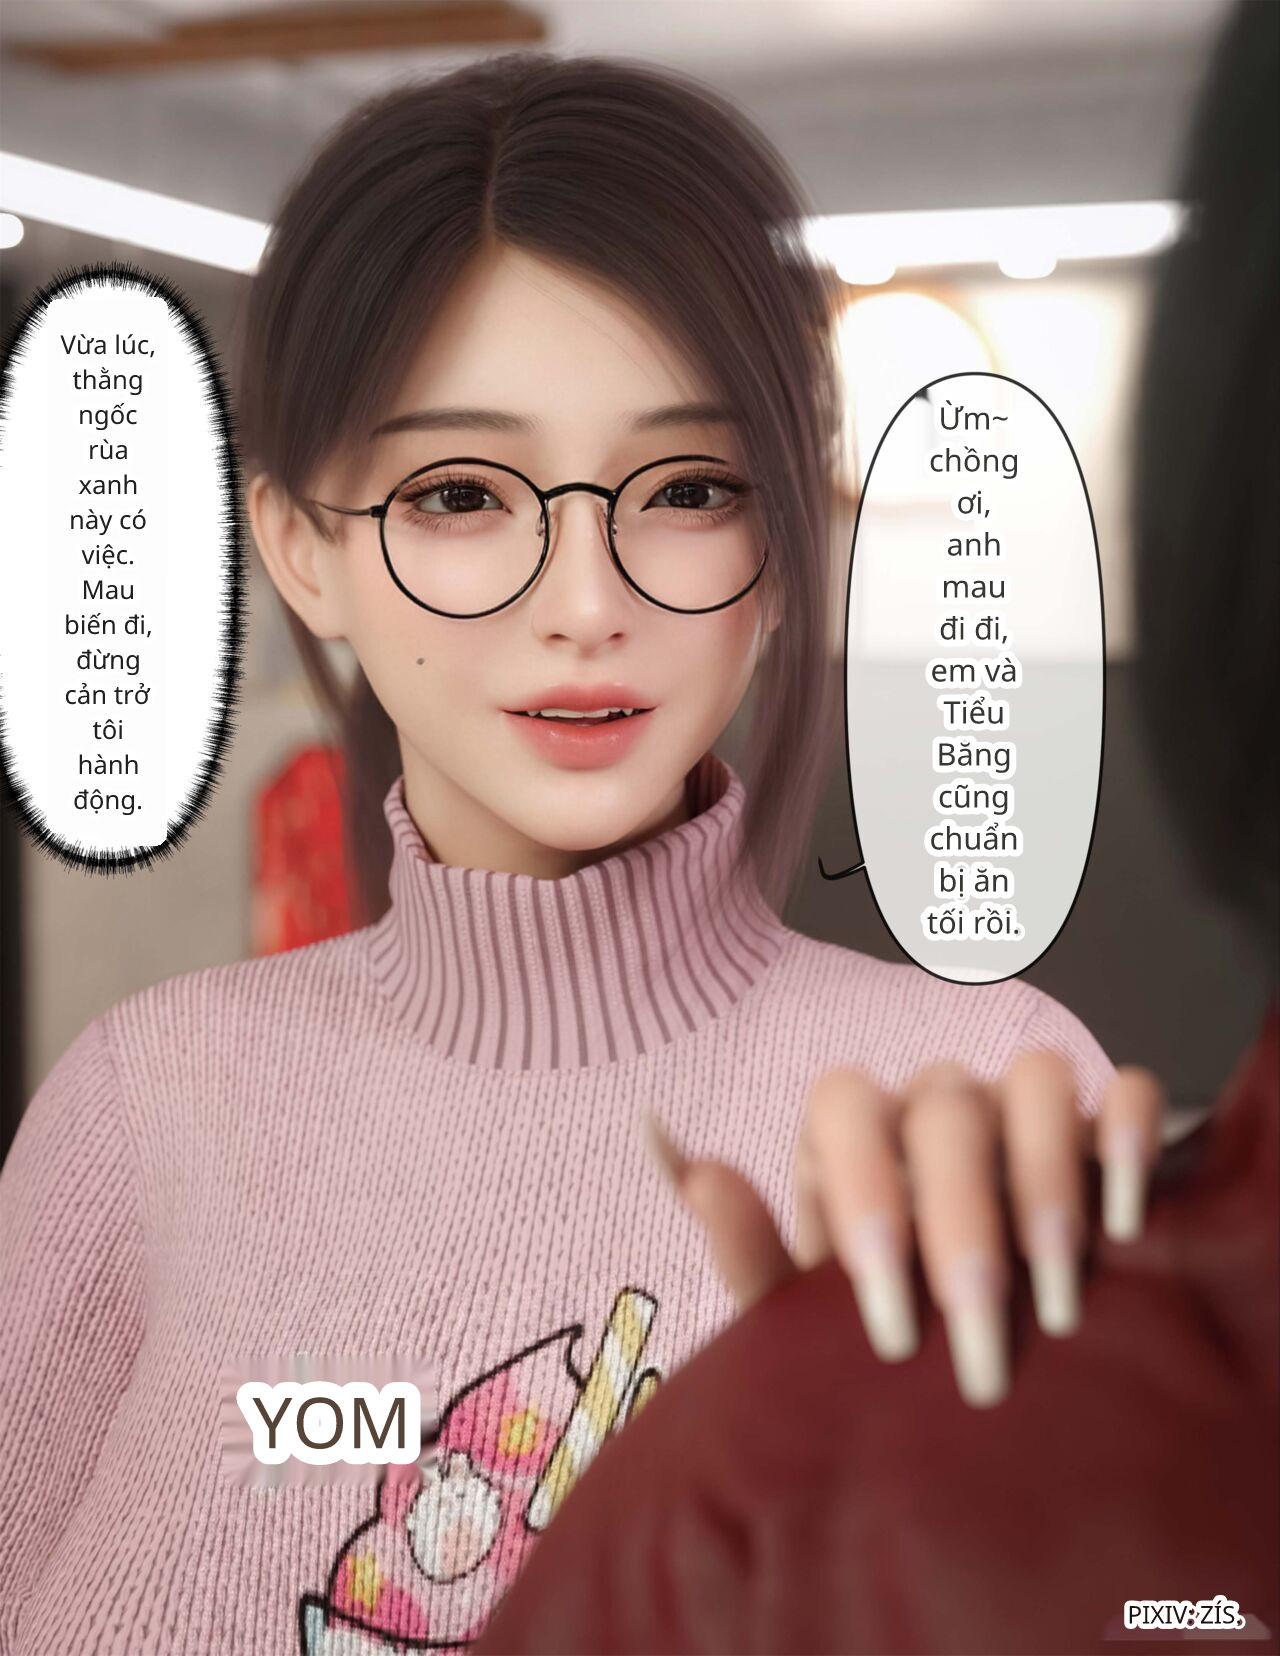 Vừa lúc,
thằng
ngốc
rùa
xanh
này có
việc.
Mau
biến đi,
đừng
cản trở
tôi
hành
động.
Ừm~
chồng
ơi,
anh
mau
đi đi,
em và
Tiểu
Băng
cũng
chuẩn
bị ăn
tối rồi.
YOM
PIXIV: ZÍS.